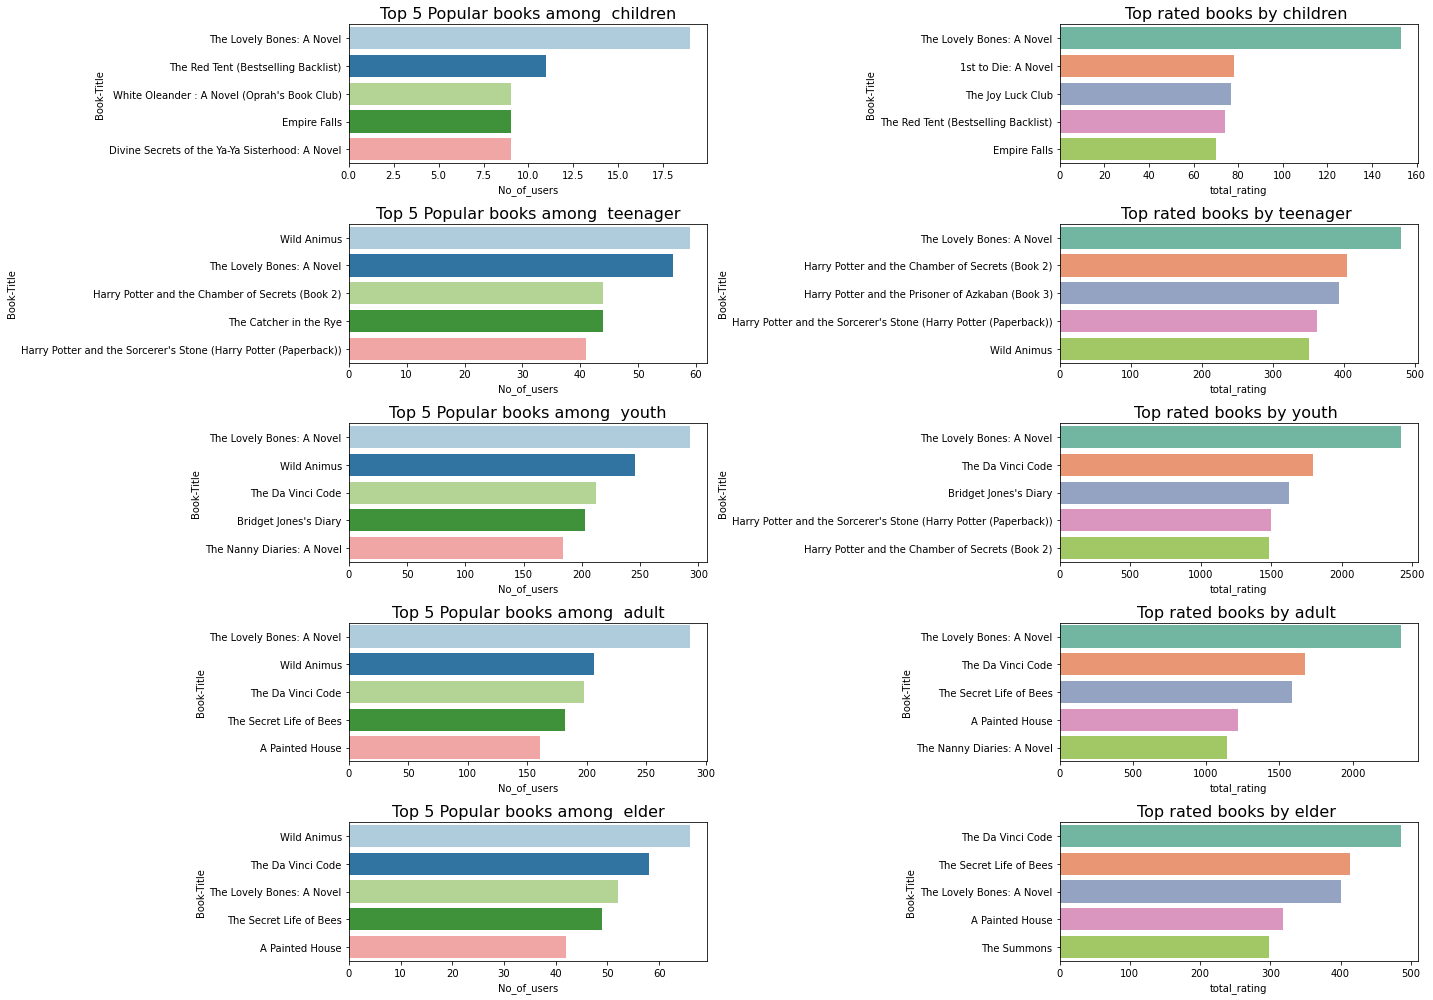 Top 5 Popular books among  children
Book-Title
The Lovely Bones: A Novel
The Red Tent (Bestselling Backlist)
White Oleander : A Novel (Oprah's Book Club)
Empire Falls
Divine Secrets of the Ya-Ya Sisterhood: A Novel
0.0 2.5 5.0 7.5 10.0 12.5 15.0 17.5
No_of_users
Top rated books by children
Book-Title
The Lovely Bones: A Novel
1st to Die: A Novel
The Joy Luck Club
The Red Tent (Bestselling Backlist)
Empire Falls
0 20 40 60 80 100 120 140 160
total_rating
Top 5 Popular books among  teenager
Book-Title
Wild Animus
The Lovely Bones: A Novel
Harry Potter and the Chamber of Secrets (Book 2)
The Catcher in the Rye
Harry Potter and the Sorcerer's Stone (Harry Potter (Paperback))
0 10 20 30 40 50 60
No_of_users
Top rated books by teenager
Book-Title
The Lovely Bones: A Novel
Harry Potter and the Chamber of Secrets (Book 2)
Harry Potter and the Prisoner of Azkaban (Book 3)
Harry Potter and the Sorcerer's Stone (Harry Potter (Paperback))
Wild Animus
0 100 200 300 400 500
total_rating
Top 5 Popular books among  youth
Book-Title
The Lovely Bones: A Novel
Wild Animus
The Da Vinci Code
Bridget Jones's Diary
The Nanny Diaries: A Novel
0 50 100 150 200 250 300
No_of_users
Top rated books by youth
Book-Title
The Lovely Bones: A Novel
The Da Vinci Code
Bridget Jones's Diary
Harry Potter and the Sorcerer's Stone (Harry Potter (Paperback))
Harry Potter and the Chamber of Secrets (Book 2)
0 500 1000 1500 2000 2500
total_rating
Top 5 Popular books among  adult
Book-Title
The Lovely Bones: A Novel
Wild Animus
The Da Vinci Code
The Secret Life of Bees
A Painted House
0 50 100 150 200 250 300
No_of_users
Top rated books by adult
Book-Title
The Lovely Bones: A Novel
The Da Vinci Code
The Secret Life of Bees
A Painted House
The Nanny Diaries: A Novel
0 500 1000 1500 2000
total_rating
Top 5 Popular books among  elder
Book-Title
Wild Animus
The Da Vinci Code
The Lovely Bones: A Novel
The Secret Life of Bees
A Painted House
0 10 20 30 40 50 60
No_of_users
Top rated books by elder
Book-Title
The Da Vinci Code
The Secret Life of Bees
The Lovely Bones: A Novel
A Painted House
The Summons
0 100 200 300 400 500
total_rating